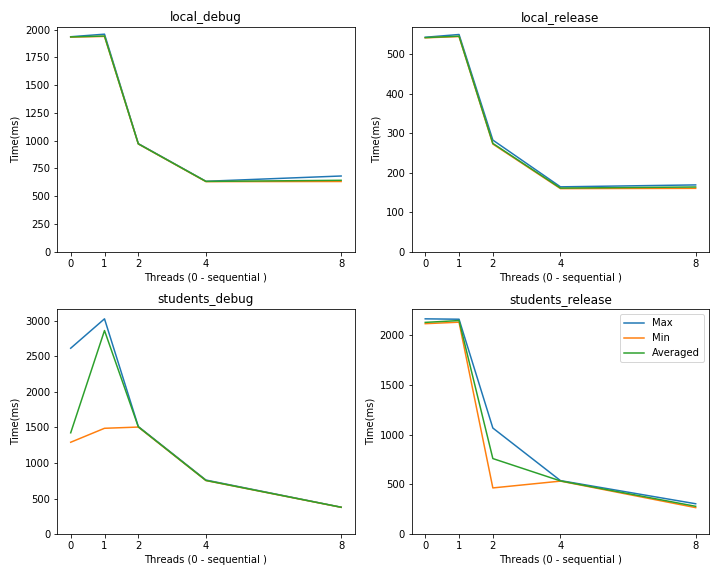 local_debug
2000
1750
1500
1250
1000
750
500
250
0
Time(ms)
0 1 2 4 8
Threads (0 - sequential )
local_release
500
400
300
200
100
0
Time(ms)
0 1 2 4 8
Threads (0 - sequential )
students_debug
3000
2500
2000
1500
1000
500
0
Time(ms)
0 1 2 4 8
Threads (0 - sequential )
students_release
Max
Min
Averaged
2000
1500
1000
500
0
Time(ms)
0 1 2 4 8
Threads (0 - sequential )